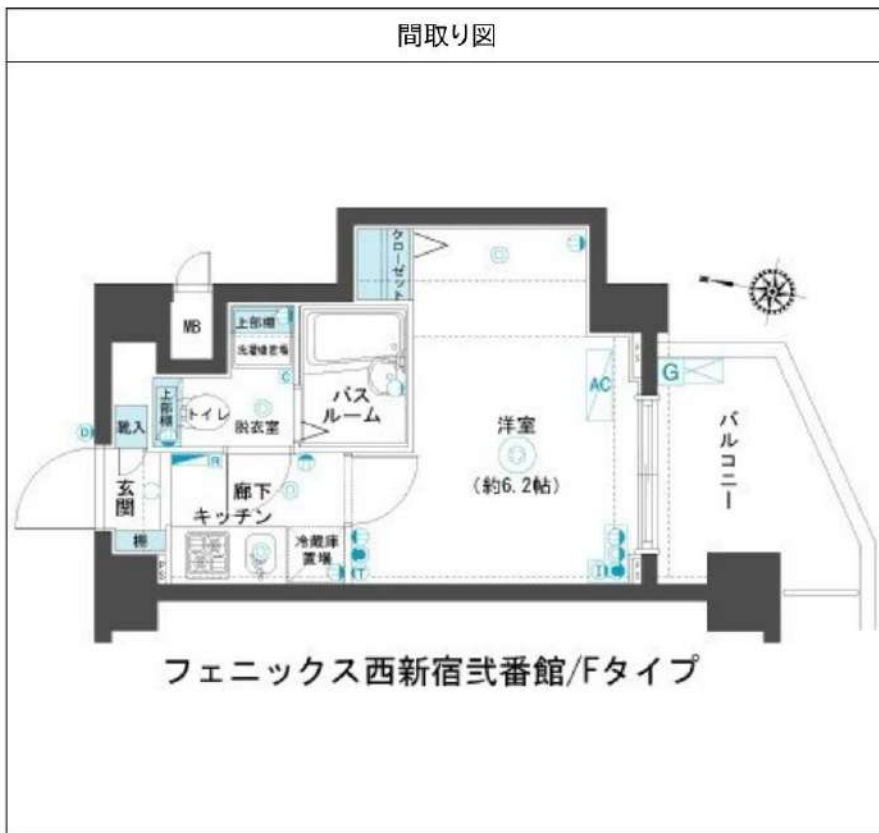 間取り図
クローゼット
MB
上部棚
洗濯機置場
C
上部棚
トイレ
脱衣室
バス
ルーム
AC
PS
G
バルコニー
洋室
(約6.2帖)
D
靴入
玄関
R
廊下
キッチン
棚
冷蔵庫
置場
PS
T
I
PS
フェニックス西新宿弐番館/Fタイプ